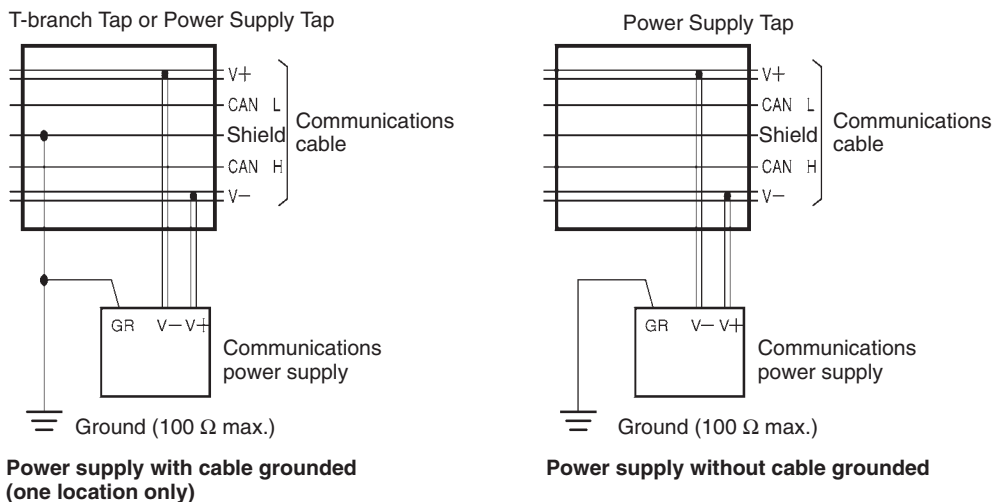 T-branch Tap or Power Supply Tap
V+
CAN L
Shield
CAN H
V−
Communications
cable
GR V− V+
Communications
power supply
Ground (100 Ω max.)
Power supply with cable grounded
(one location only)
Power Supply Tap
V+
CAN L
Shield
CAN H
V−
Communications
cable
GR V− V+
Communications
power supply
Ground (100 Ω max.)
Power supply without cable grounded